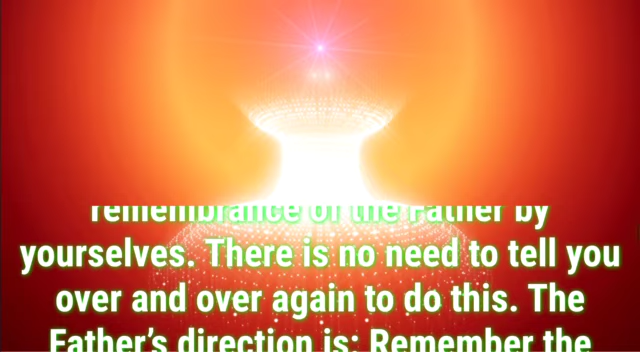 remembrance of the Father by
yourselves. There is no need to tell you
over and over again to do this. The
Father's direction is: Remember the